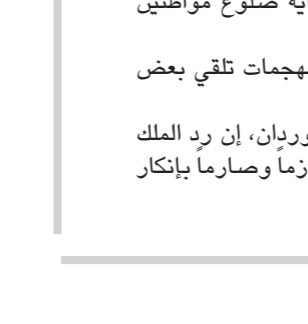 ضلوع مواطنين
هجمات تلقي بعض
وردان، إن رد الملك
زماً وصارماً بإنكار